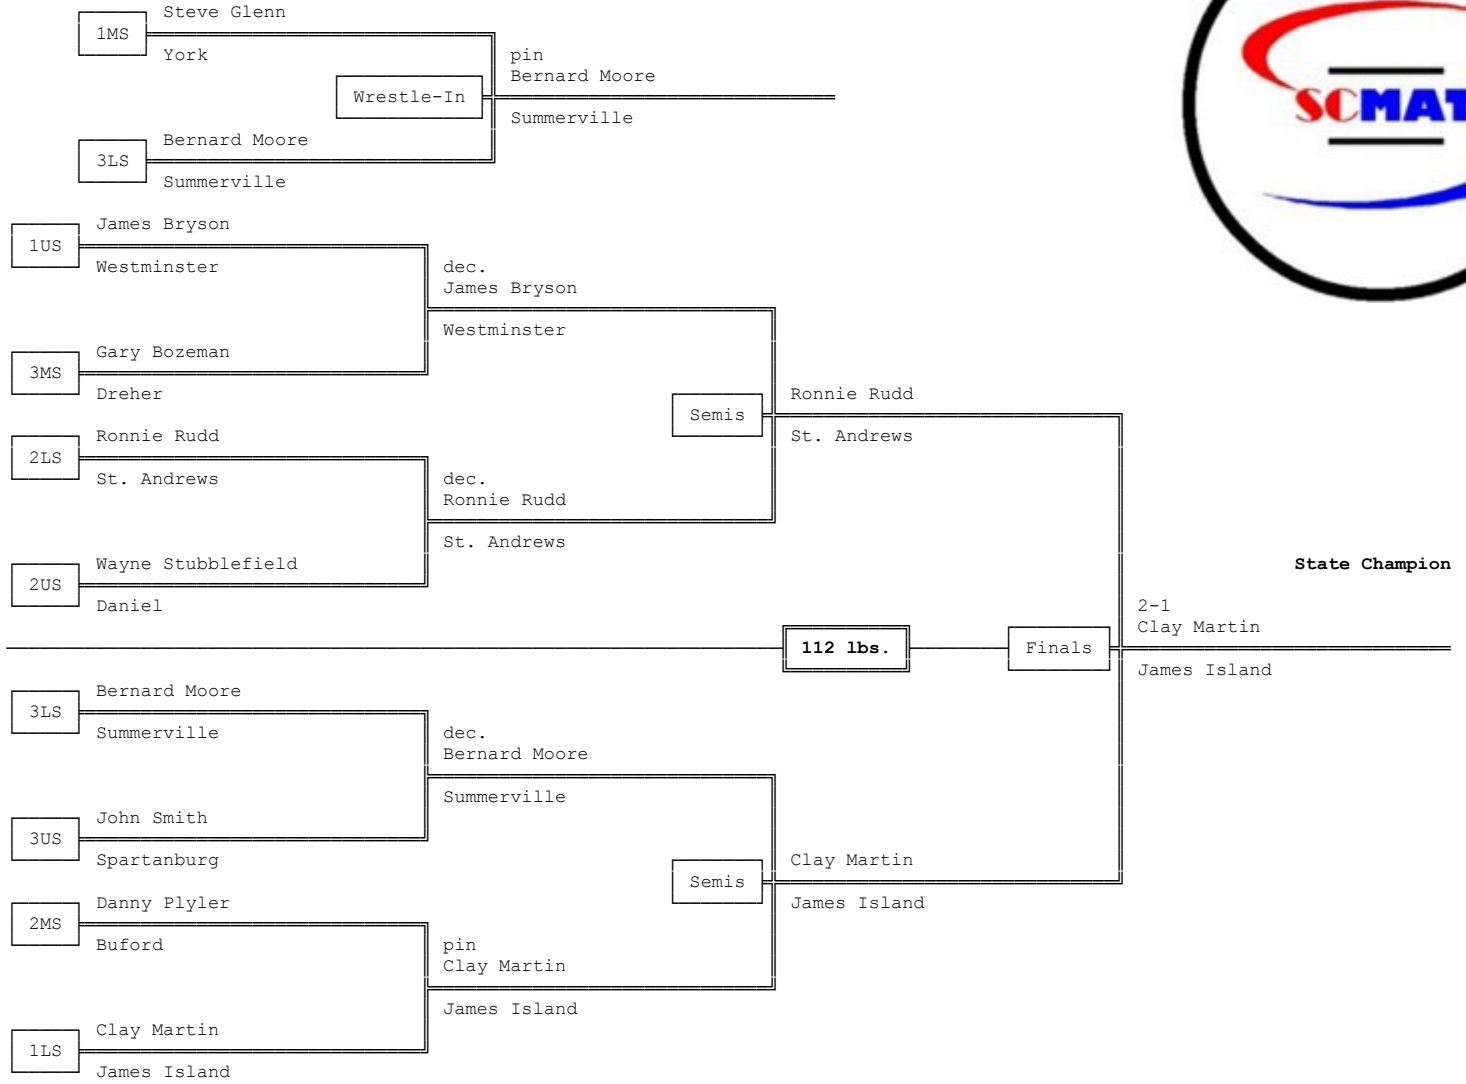 Steve Glenn
1MS
York
pin
Bernard Moore
Wrestle-In
Summerville
Bernard Moore
3LS
Summerville
SCMAT
James Bryson
1US
Westminster
dec.
James Bryson
Westminster
Gary Bozeman
3MS
Dreher
Ronnie Rudd
Semis
St. Andrews
Ronnie Rudd
2LS
St. Andrews
dec.
Ronnie Rudd
St. Andrews
Wayne Stubblefield
2US
Daniel
State Champion
2-1
Clay Martin
112 lbs.
Finals
James Island
Bernard Moore
3LS
Summerville
dec.
Bernard Moore
Summerville
John Smith
3US
Spartanburg
Clay Martin
Semis
James Island
Danny Plyler
2MS
Buford
pin
Clay Martin
James Island
Clay Martin
1LS
James Island